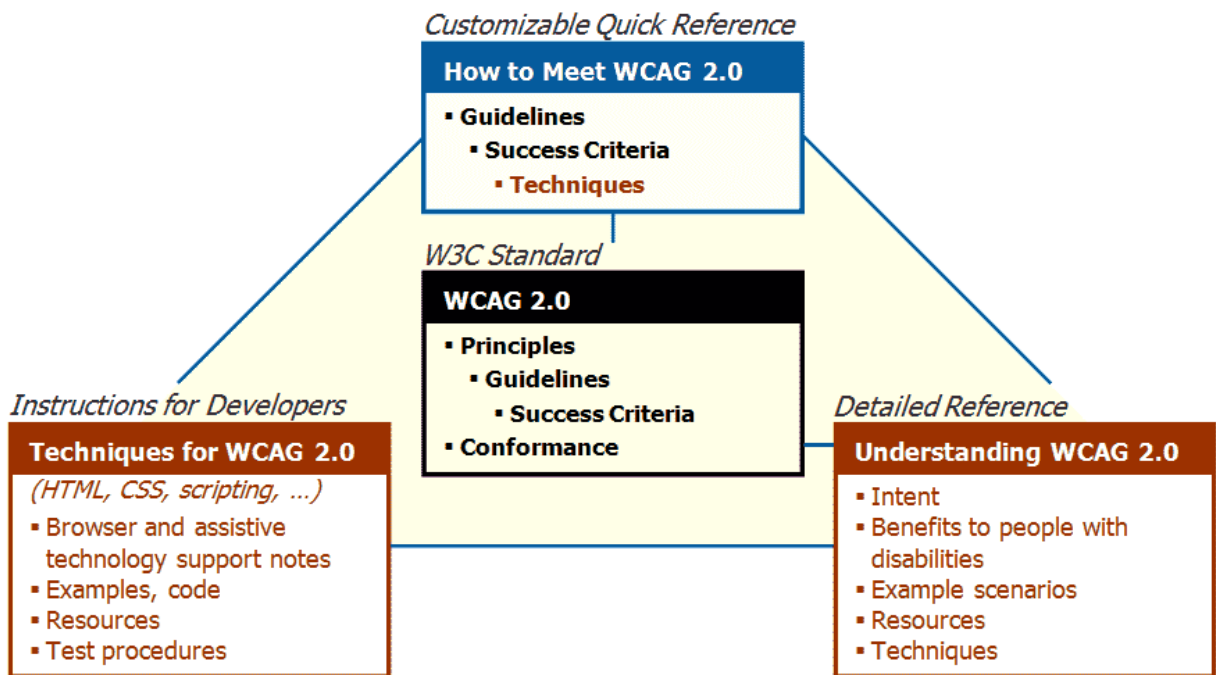 Customizable Quick Reference
How to Meet WCAG 2.0
▪ Guidelines
▪ Success Criteria
▪ Techniques
W3C Standard
WCAG 2.0
▪ Principles
▪ Guidelines
▪ Success Criteria
▪ Conformance
Instructions for Developers
Techniques for WCAG 2.0
(HTML, CSS, scripting, ...)
▪ Browser and assistive
technology support notes
▪ Examples, code
▪ Resources
▪ Test procedures
Detailed Reference
Understanding WCAG 2.0
▪ Intent
▪ Benefits to people with
disabilities
▪ Example scenarios
▪ Resources
▪ Techniques